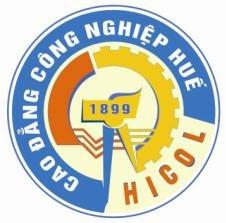 CAO ĐẲNG CÔNG NGHIỆP HUẾ
1899
HICOL